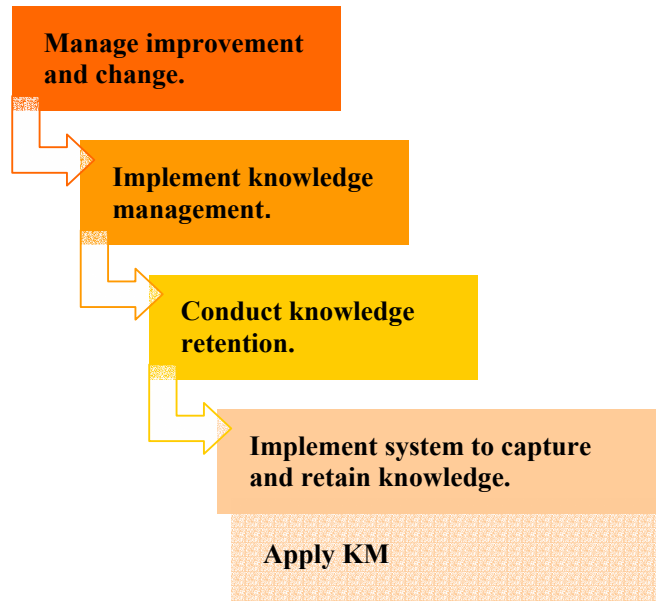 Manage improvement
and change.
Implement knowledge
management.
Conduct knowledge
retention.
Implement system to capture
and retain knowledge.
Apply KM